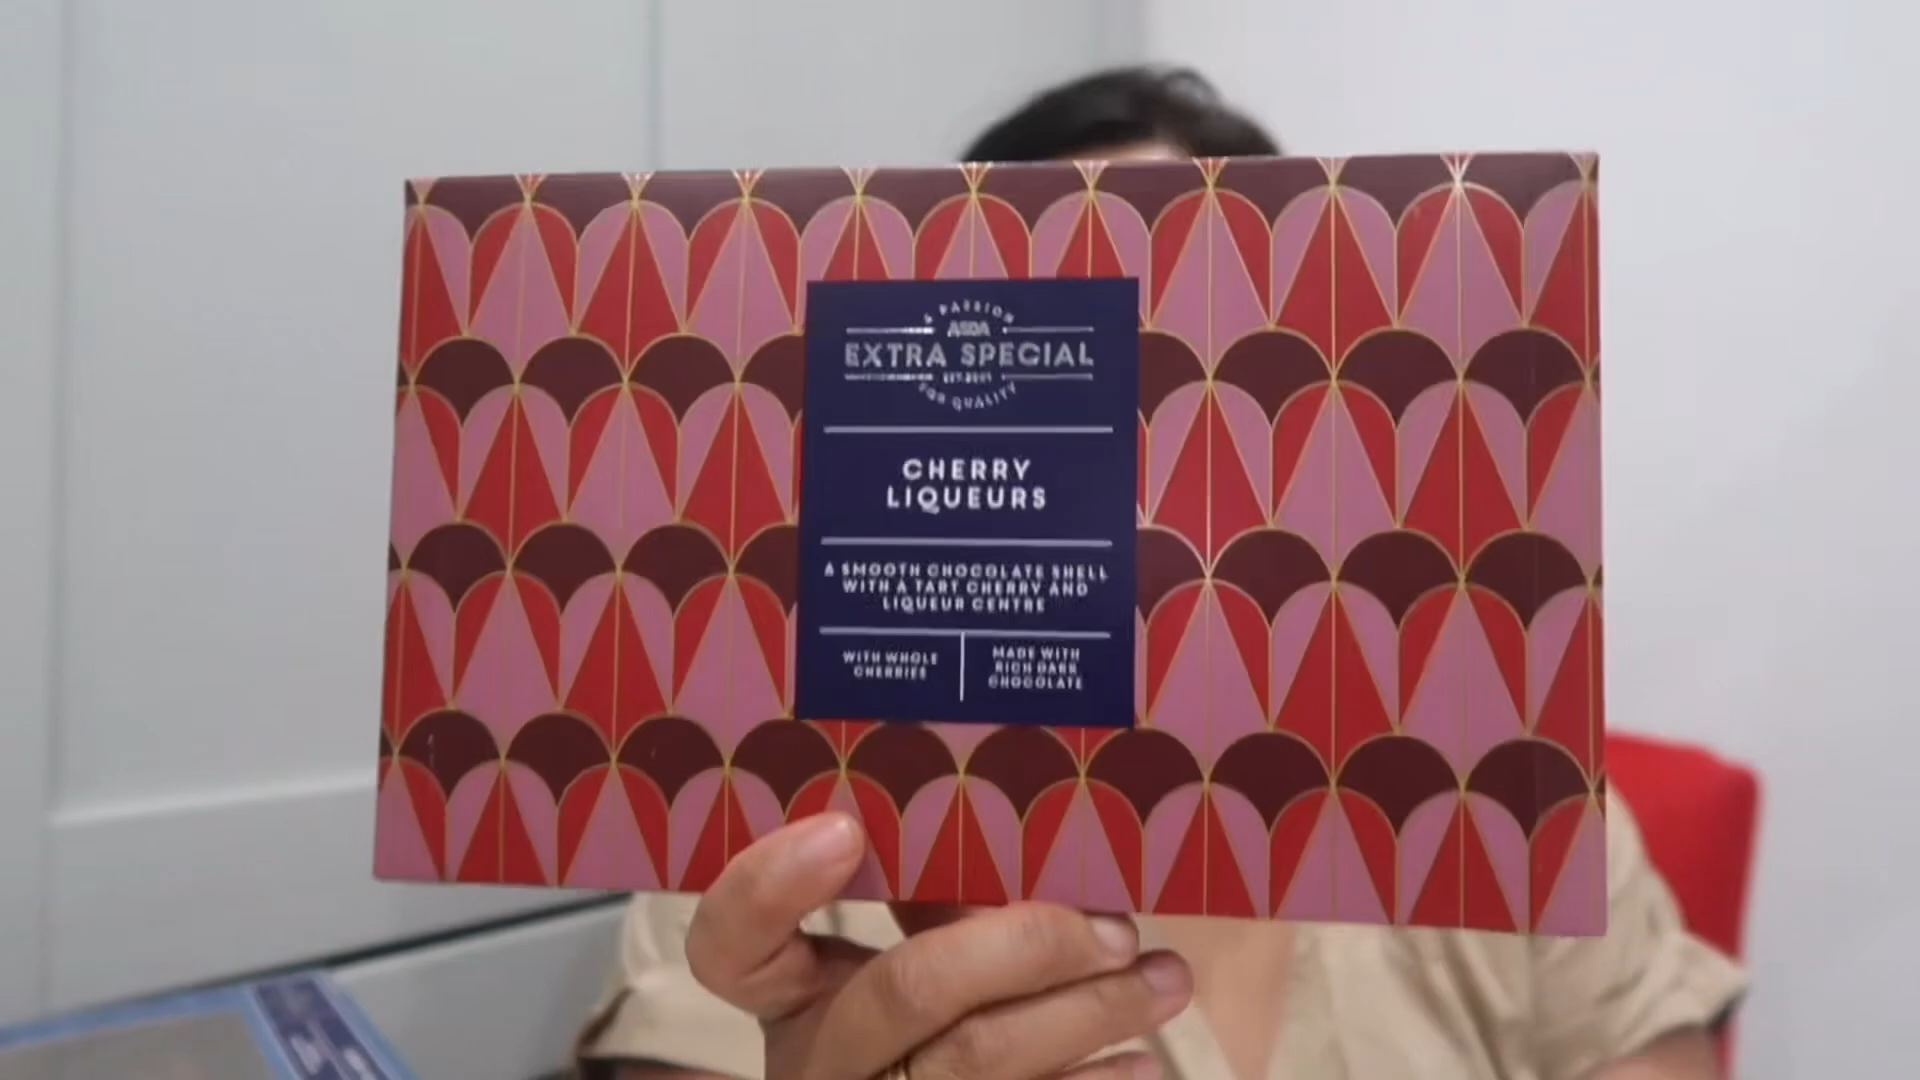 A PASSION
ASDA
EXTRA SPECIAL
EST.2001
FOR QUALITY
CHERRY
LIQUEURS
A SMOOTH CHOCOLATE SHELL
WITH A TART CHERRY AND
LIQUEUR CENTRE
WITH WHOLE
CHERRIES
MADE WITH
RICH DARK
CHOCOLATE